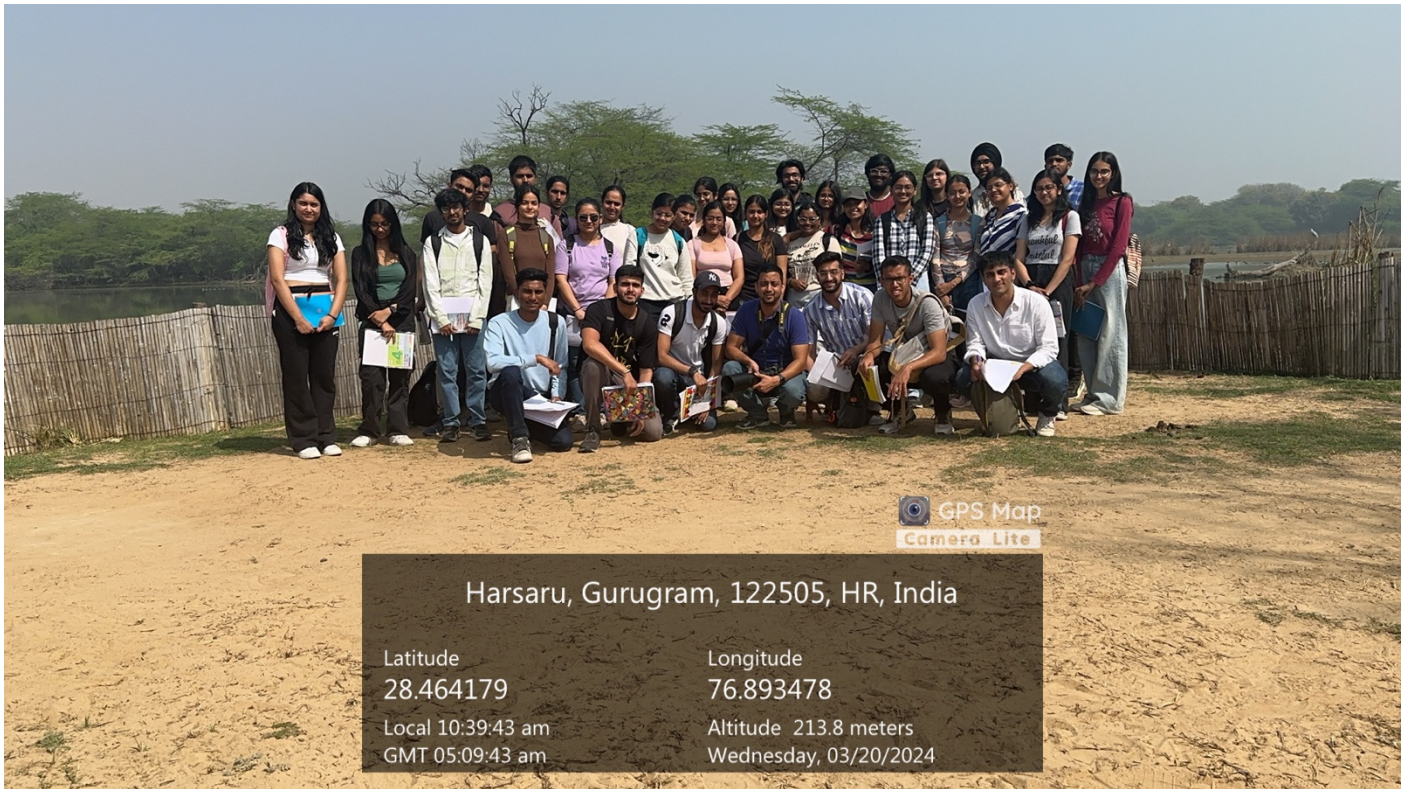 thankful
GPS Map
Camera Lite
Harsaru, Gurugram, 122505, HR, India
Latitude
28.464179
Longitude
76.893478
Local 10:39:43 am
GMT 05:09:43 am
Altitude 213.8 meters
Wednesday, 03/20/2024